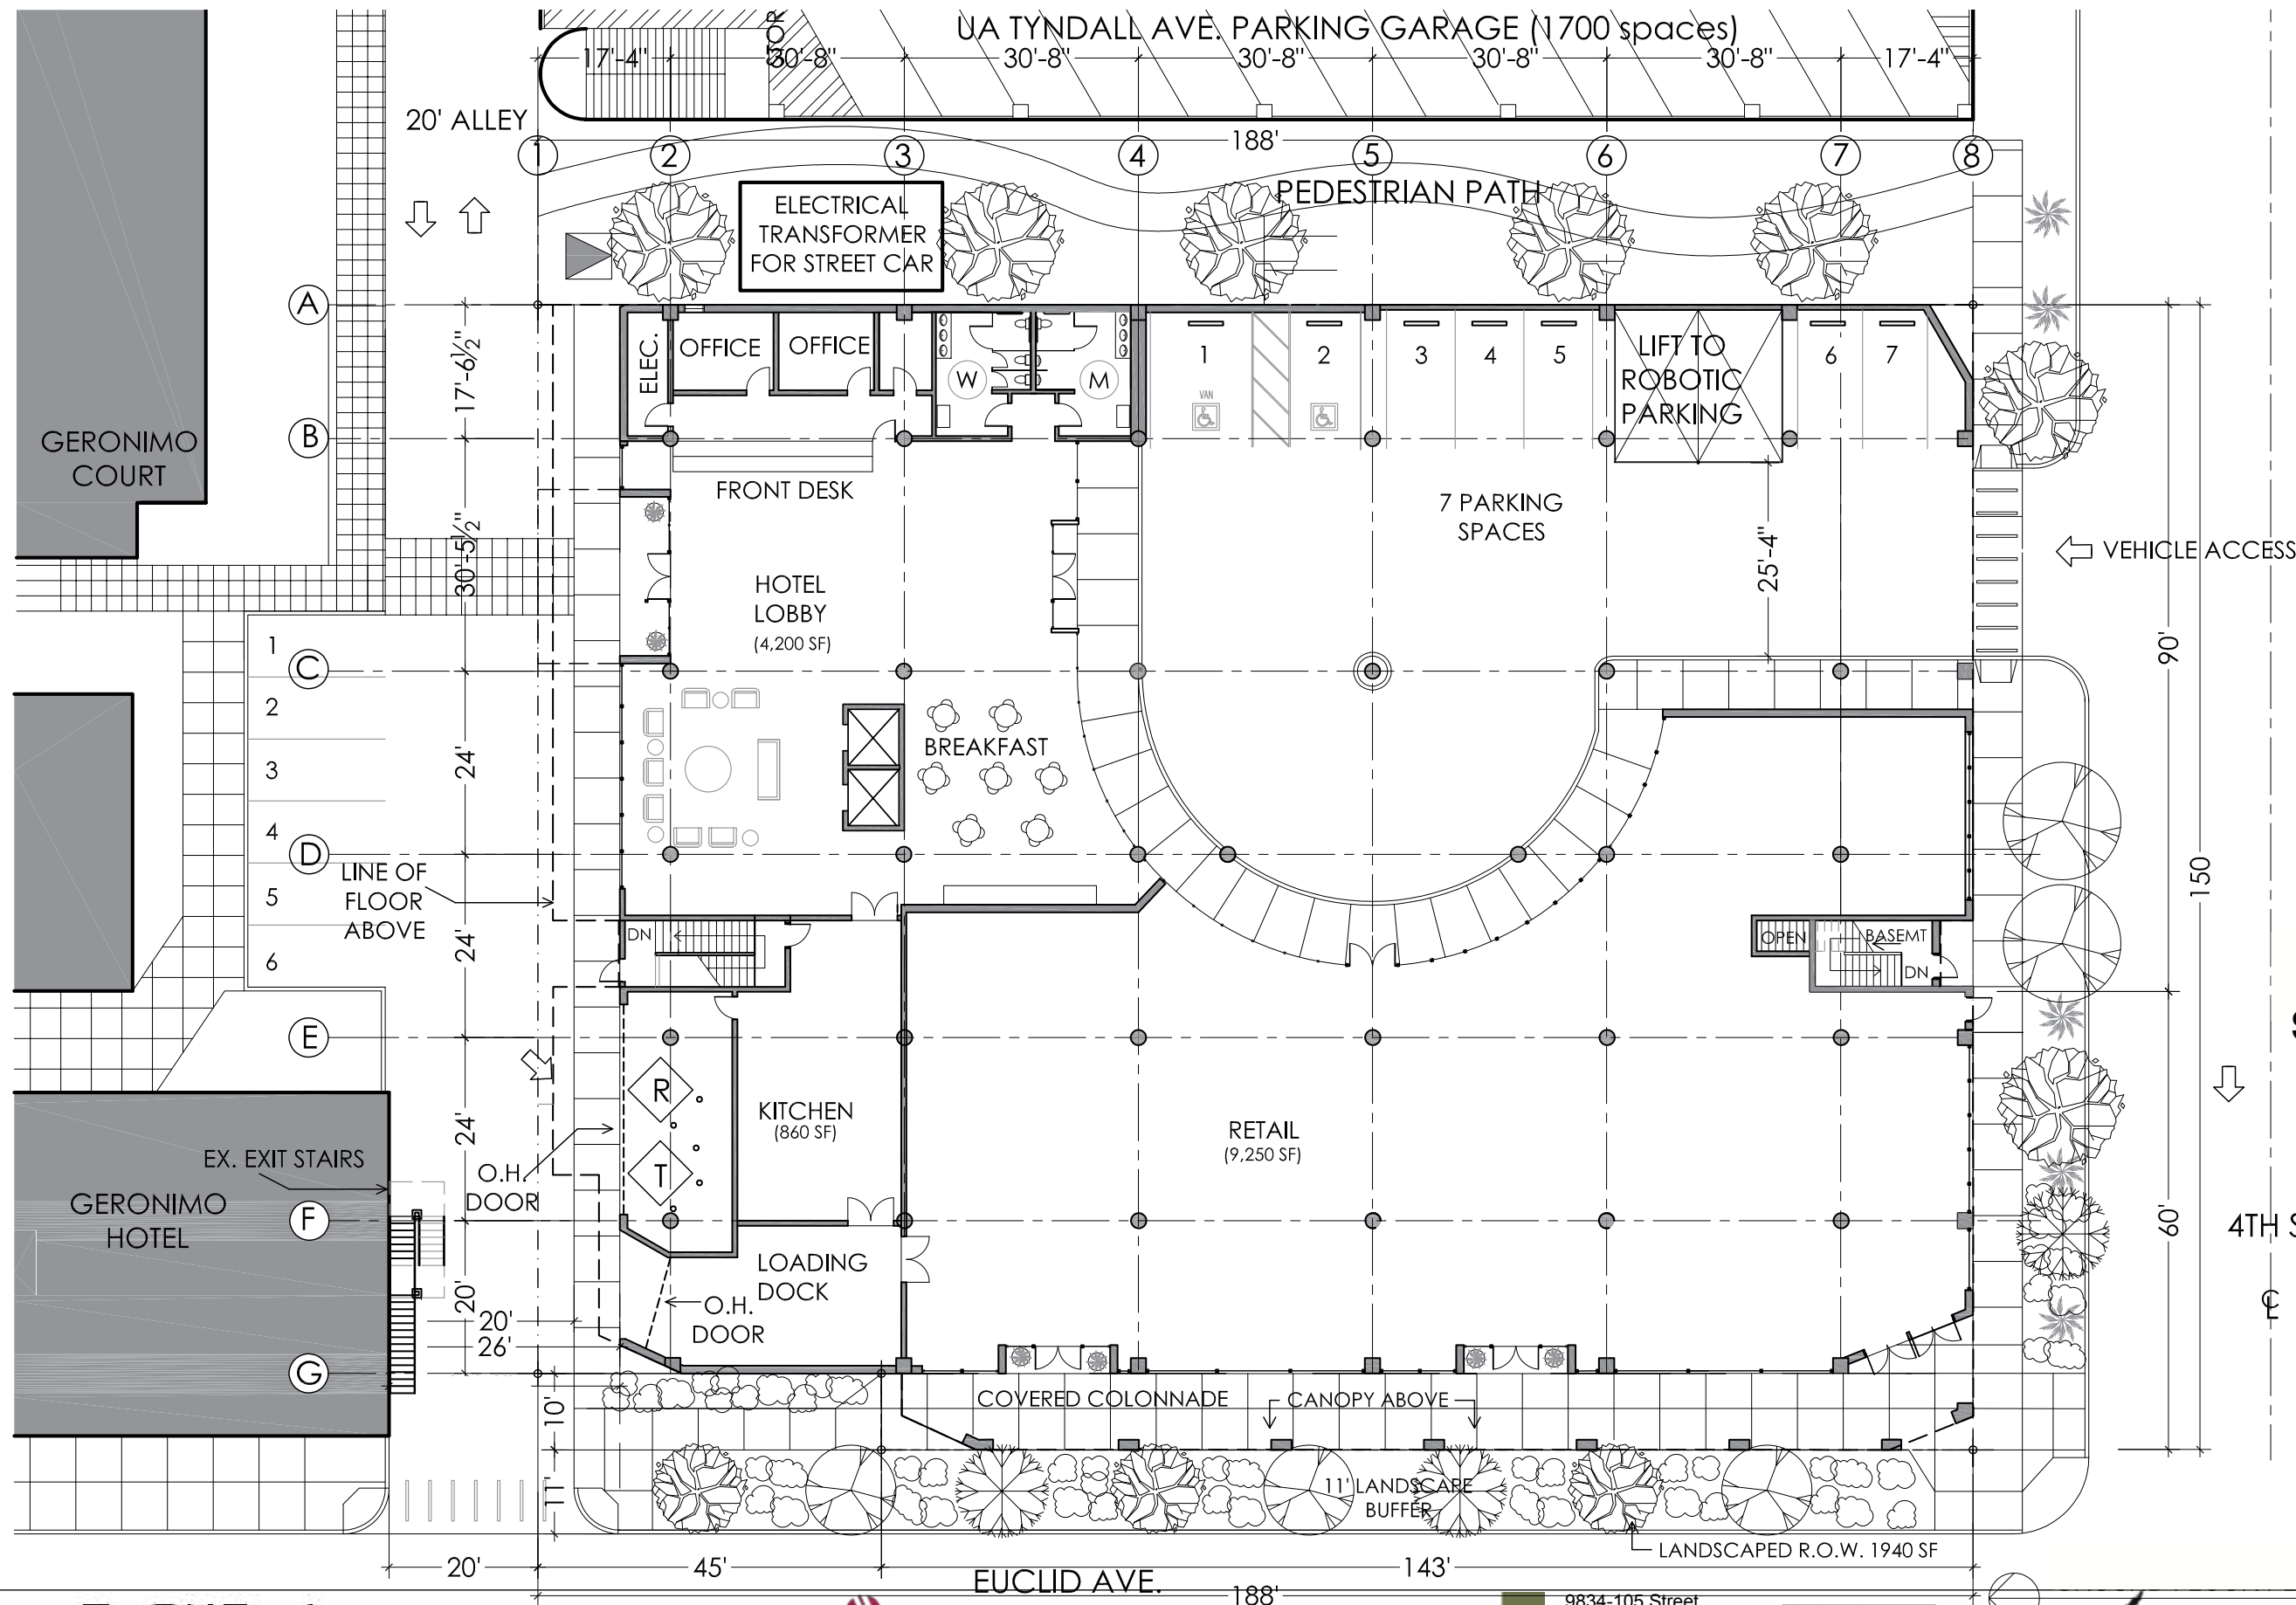 UA TYNDALL AVE. PARKING GARAGE (1700 spaces)
STOR
17'-4"
30'-8"
30'-8"
30'-8"
30'-8"
30'-8"
17'-4"
20' ALLEY
188'
1
2
3
4
5
6
7
8
PEDESTRIAN PATH
ELECTRICAL
TRANSFORMER
FOR STREET CAR
A
17'-6½"
ELEC.
OFFICE
OFFICE
W
M
1
2
3
4
5
LIFT TO
ROBOTIC
PARKING
6
7
VAN
GERONIMO
COURT
B
FRONT DESK
7 PARKING
SPACES
30'-5½"
25'-4"
VEHICLE ACCESS
HOTEL
LOBBY
(4,200 SF)
90'
1
2
3
4
5
6
C
24'
BREAKFAST
D
LINE OF
FLOOR
ABOVE
150
24'
DN
OPEN
BASEMT
DN
E
24'
R
T
KITCHEN
(860 SF)
RETAIL
(9,250 SF)
EX. EXIT STAIRS
O.H.
DOOR
GERONIMO
HOTEL
F
60'
4TH S
LOADING
DOCK
O.H.
DOOR
20'
20'
26'
G
10'
COVERED COLONNADE
CANOPY ABOVE
11'
11' LANDSCAPE
BUFFER
LANDSCAPED R.O.W. 1940 SF
20'
45'
143'
EUCLID AVE.
188'
9834-105 Street